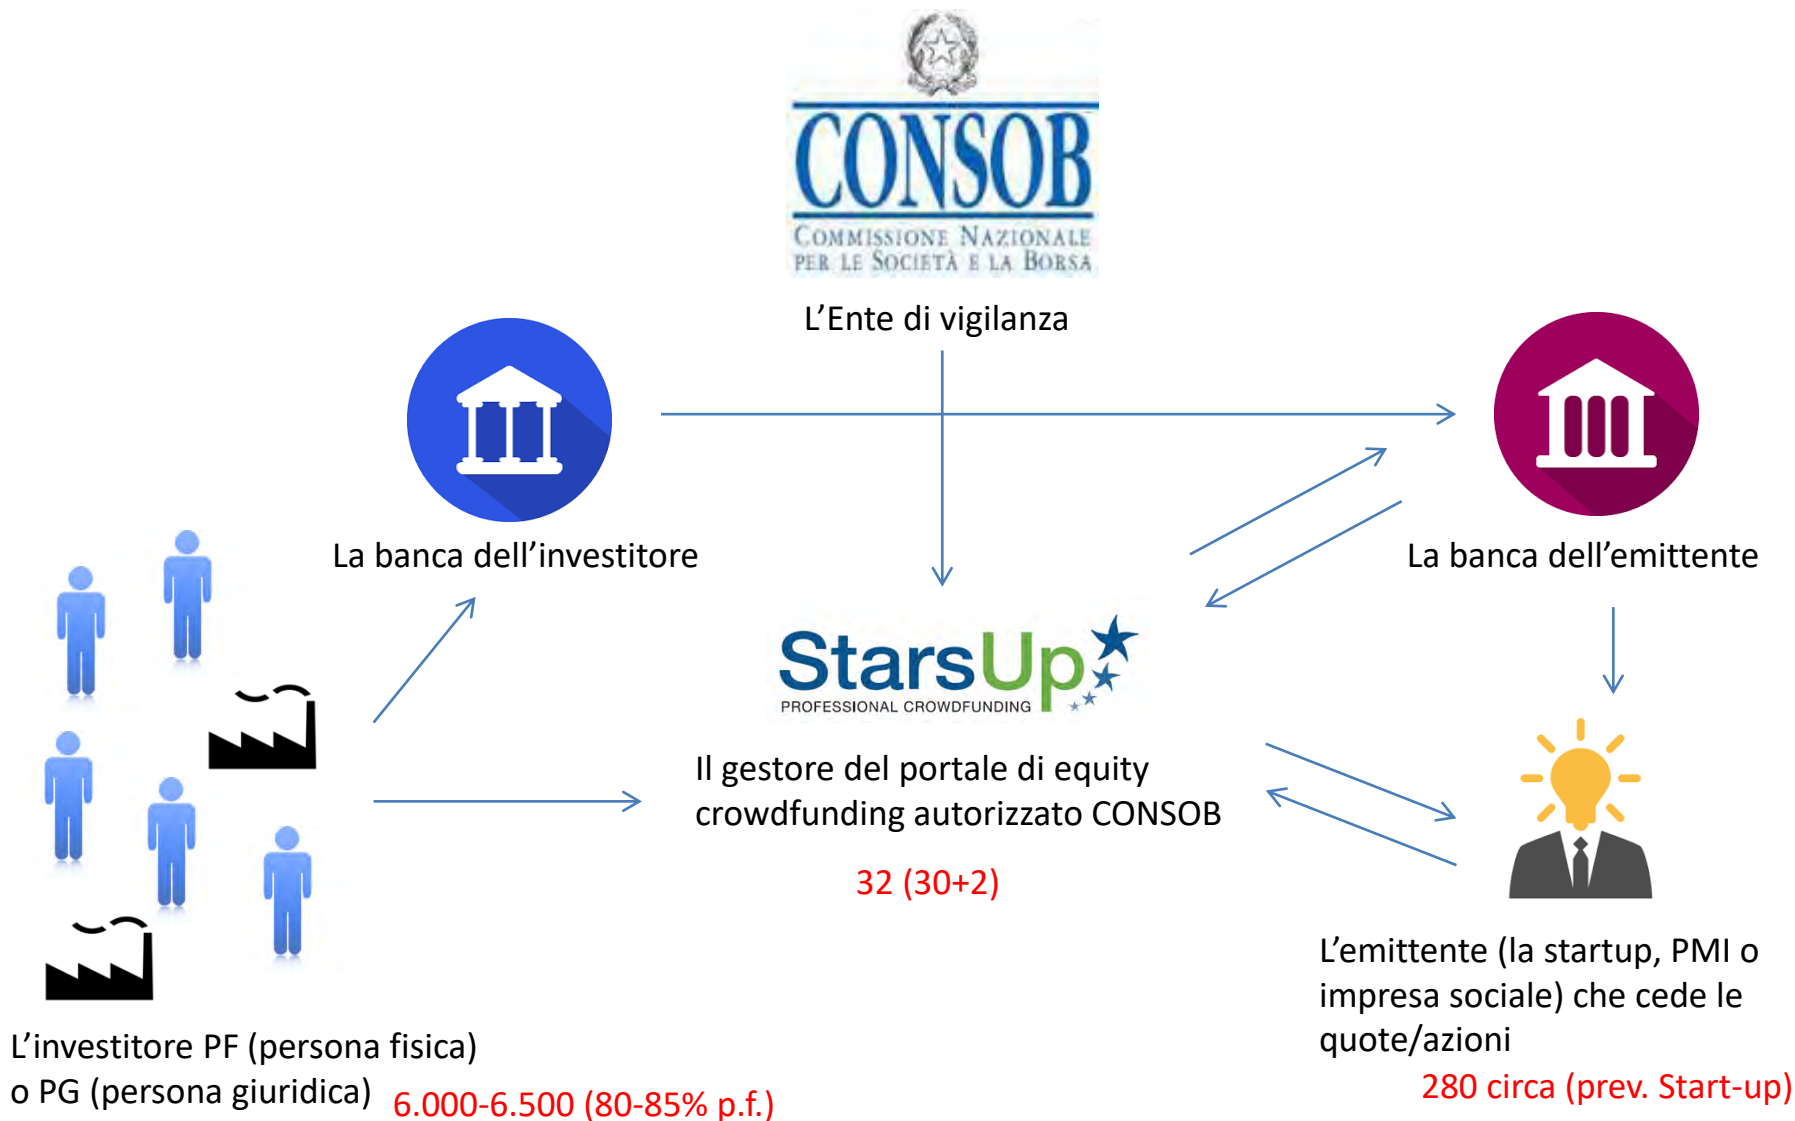 CONSOB
COMMISSIONE NAZIONALE
PER LE SOCIETÀ E LA BORSA
L’Ente di vigilanza
La banca dell’investitore
La banca dell’emittente
StarsUp
PROFESSIONAL CROWDFUNDING
Il gestore del portale di equity
crowdfunding autorizzato CONSOB
32 (30+2)
L’emittente (la startup, PMI o
impresa sociale) che cede le
quote/azioni
280 circa (prev. Start-up)
L’investitore PF (persona fisica)
o PG (persona giuridica)
6.000-6.500 (80-85% p.f.)